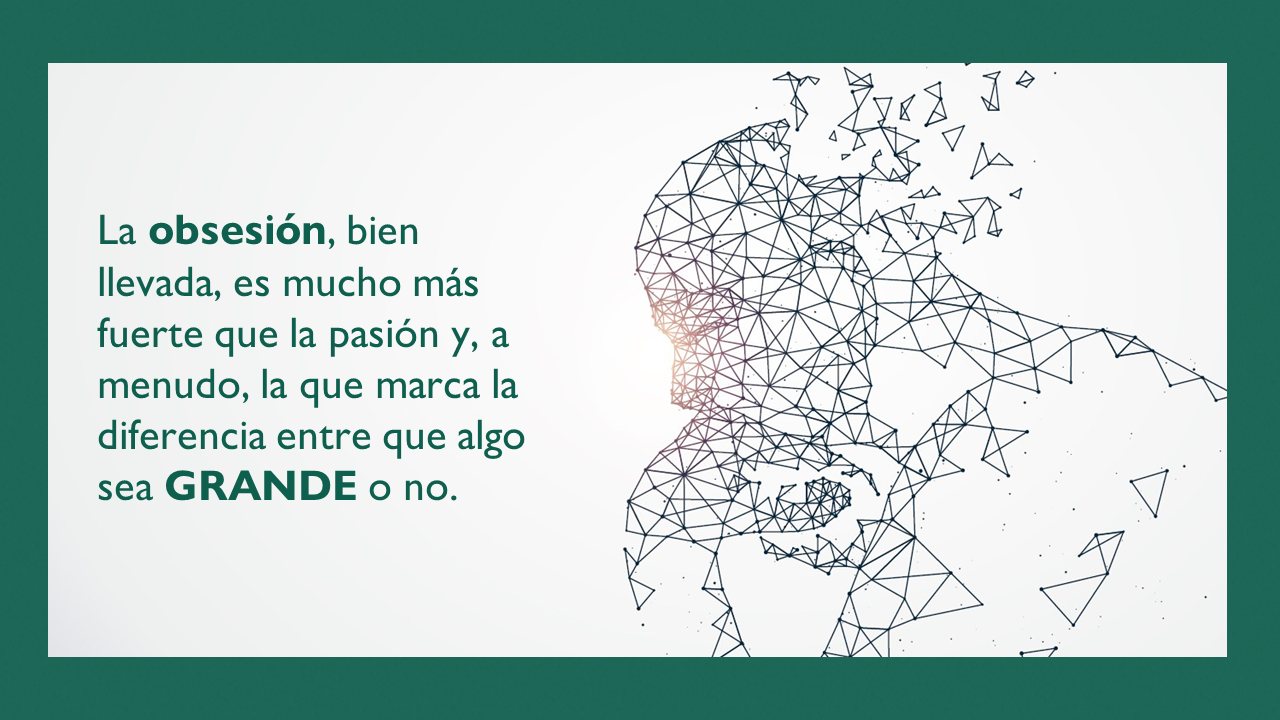 La obsesión, bien
llevada, es mucho más
fuerte que la pasión y, a
menudo, la que marca la
diferencia entre que algo
sea GRANDE o no.